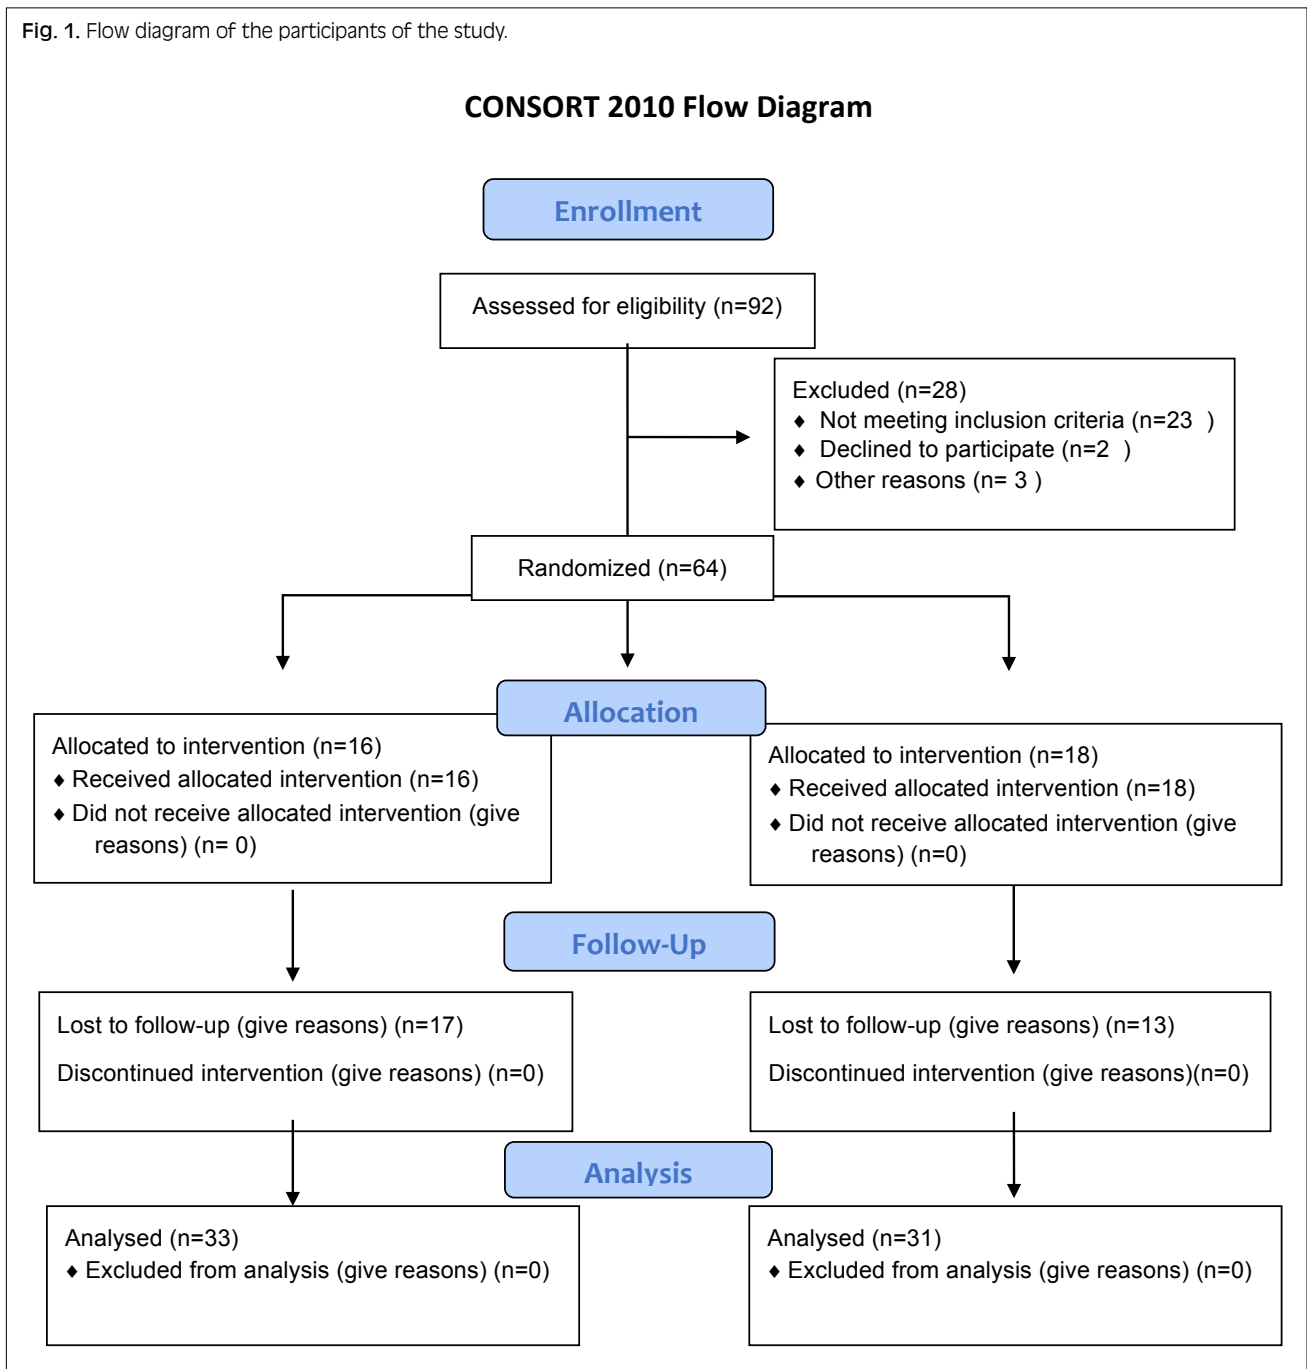 Fig. 1. Flow diagram of the participants of the study.
CONSORT 2010 Flow Diagram
Enrollment
Assessed for eligibility (n=92)
Excluded (n=28)
♦ Not meeting inclusion criteria (n=23 )
♦ Declined to participate (n=2 )
♦ Other reasons (n= 3 )
Randomized (n=64)
Allocation
Allocated to intervention (n=16)
♦ Received allocated intervention (n=16)
♦ Did not receive allocated intervention (give
reasons) (n= 0)
Allocated to intervention (n=18)
♦ Received allocated intervention (n=18)
♦ Did not receive allocated intervention (give
reasons) (n=0)
Follow-Up
Lost to follow-up (give reasons) (n=17)
Discontinued intervention (give reasons) (n=0)
Lost to follow-up (give reasons) (n=13)
Discontinued intervention (give reasons)(n=0)
Analysis
Analysed (n=33)
♦ Excluded from analysis (give reasons) (n=0)
Analysed (n=31)
♦ Excluded from analysis (give reasons) (n=0)